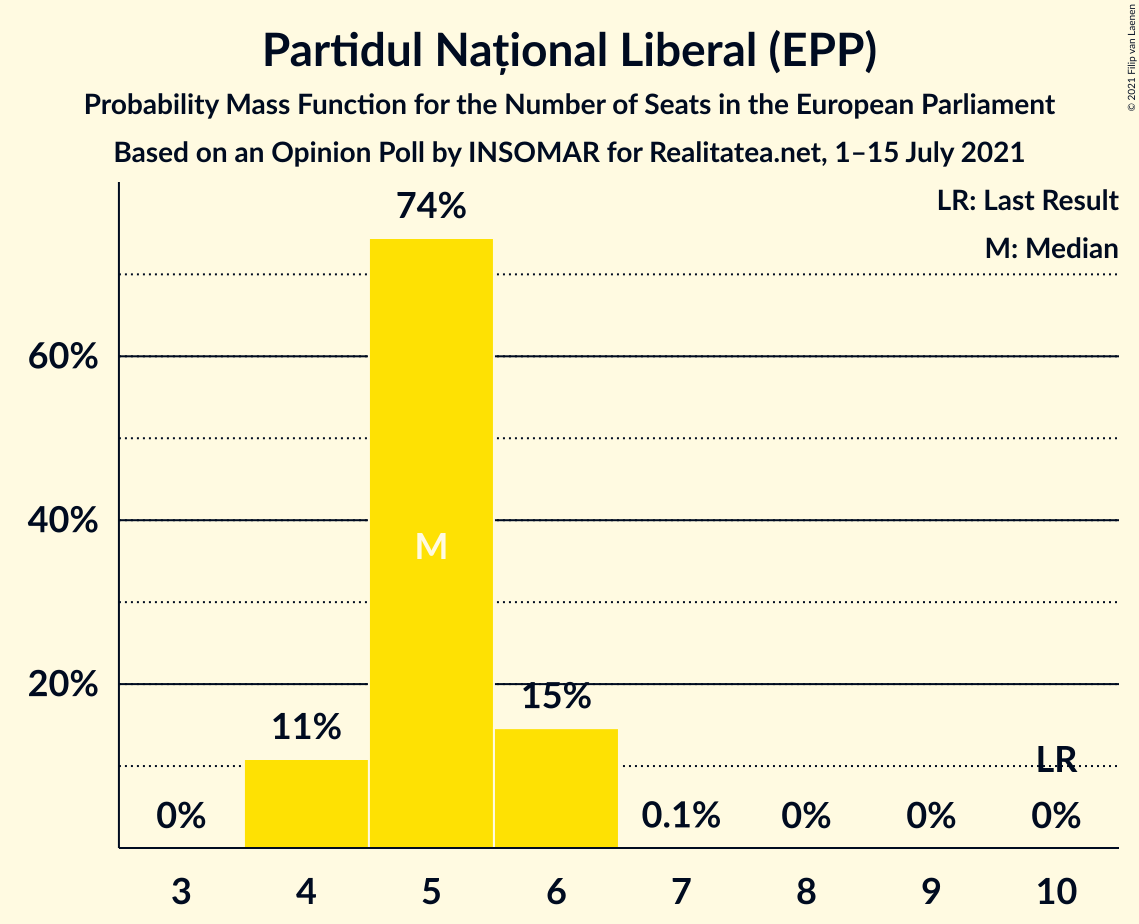 Partidul Național Liberal (EPP)
Probability Mass Function for the Number of Seats in the European Parliament
Based on an Opinion Poll by INSOMAR for Realitatea.net, 1–15 July 2021
© 2021 Filip van Laenen
LR: Last Result
M: Median
74%
60%
40%
M
20%
15%
11%
LR
0%
0.1%
0%
0%
0%
3 4 5 6 7 8 9 10